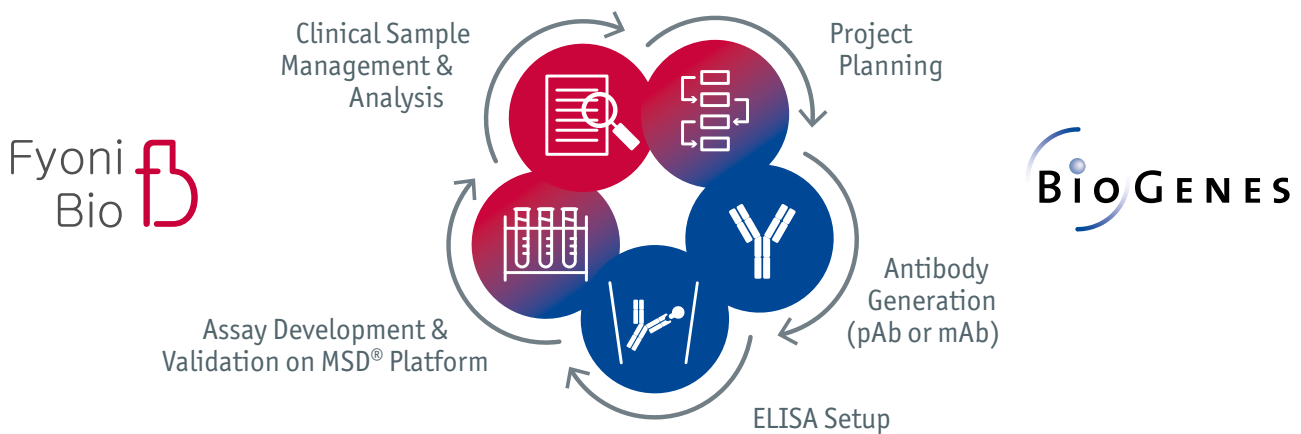 Clinical Sample
Management &
Analysis
Project
Planning
Fyoni
Bio
BIOGENES
Antibody
Generation
(pAb or mAb)
Assay Development &
Validation on MSD® Platform
ELISA Setup